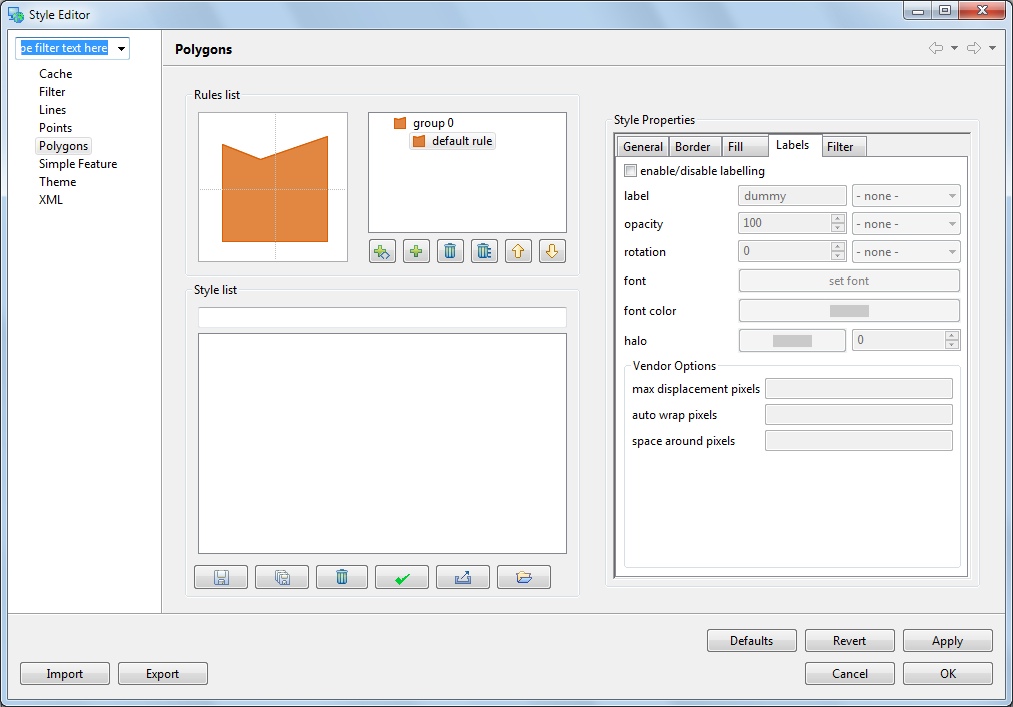 Style Editor
pe filter text here
Cache
Filter
Lines
Points
Polygons
Simple Feature
Theme
XML
Polygons
Rules list
group 0
default rule
Style list
Style Properties
General Border Fill Labels Filter
enable/disable labelling
label dummy - none -
opacity 100 - none -
rotation 0 - none -
font set font
font color
halo 0
Vendor Options
max displacement pixels
auto wrap pixels
space around pixels
Defaults Revert Apply
Import Export Cancel OK